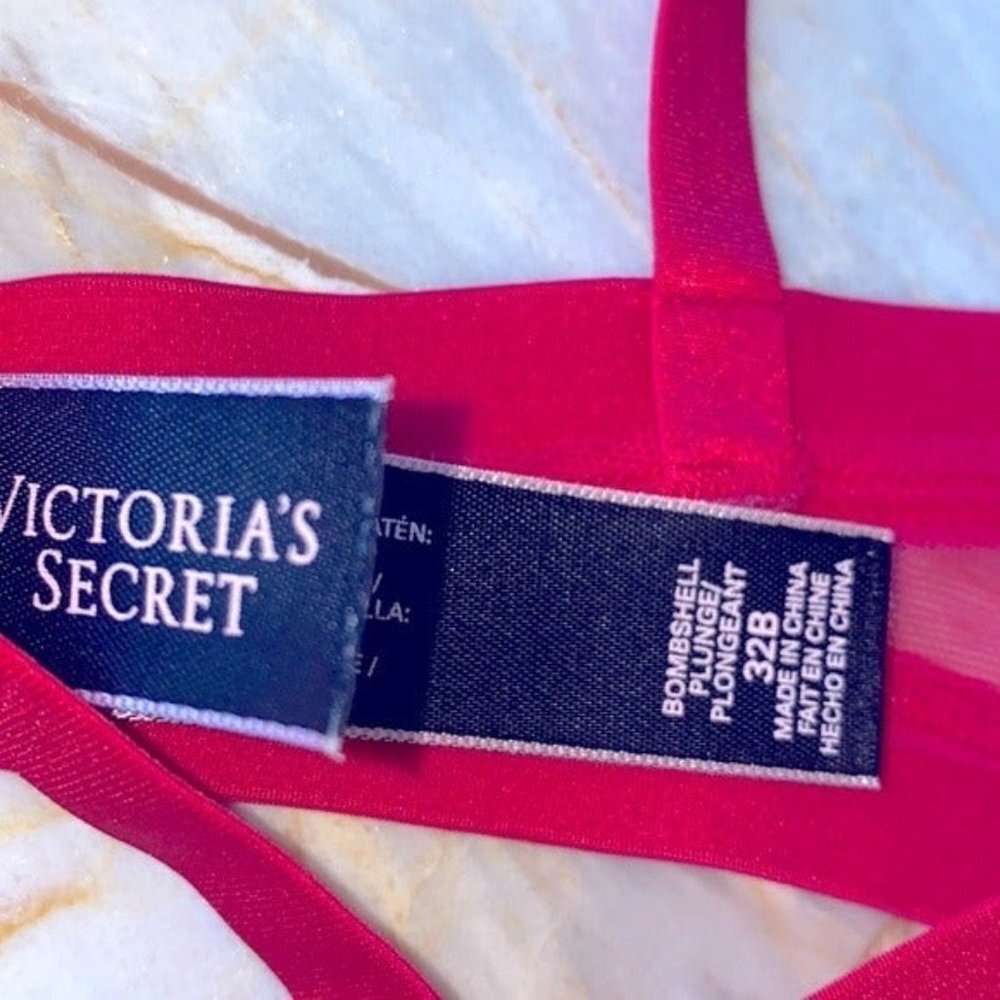 VICTORIA'S
SECRET
BOMBSHELL
PLUNGE/
PLONGEANT
32B
MADE IN CHINA
FAIT EN CHINE
HECHO EN CHINA